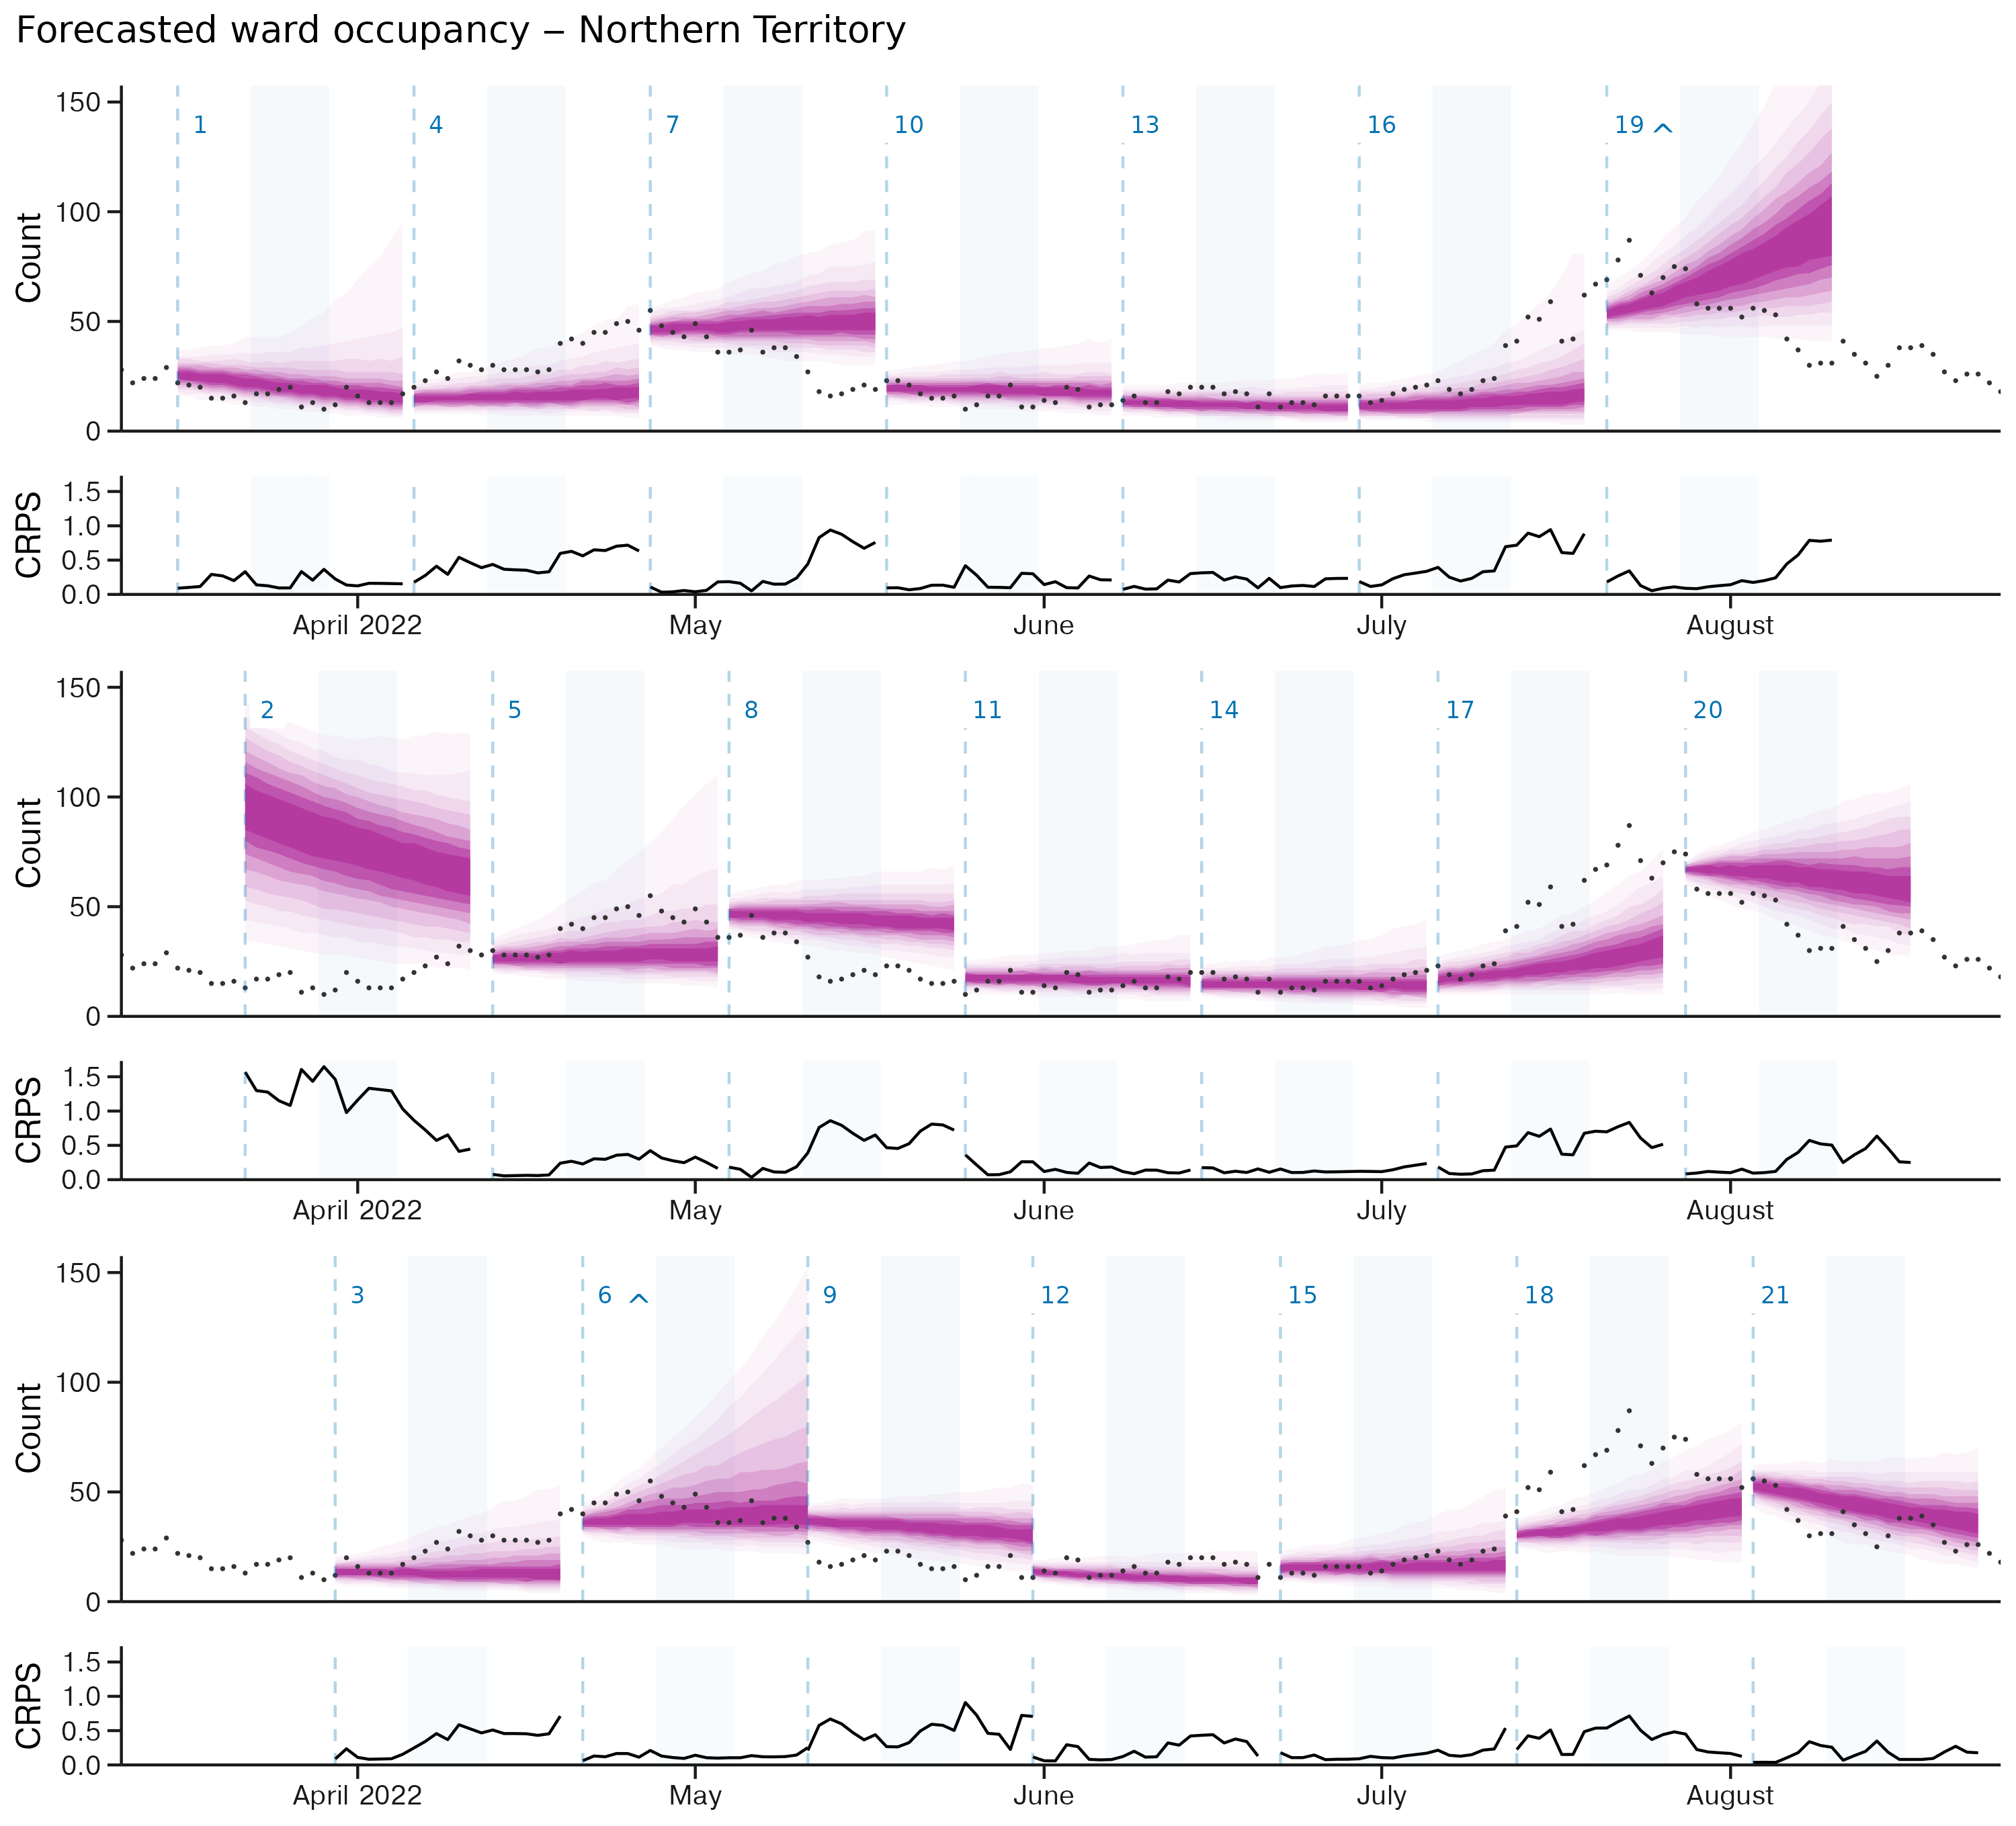 Forecasted ward occupancy – Northern Territory
150
1
4
7
10
13
16
19 ^
100
Count
50
0
1.5
1.0
CRPS
0.5
0.0
April 2022
May
June
July
August
150
2
5
8
11
14
17
20
100
Count
50
0
1.5
1.0
CRPS
0.5
0.0
April 2022
May
June
July
August
150
3
6 ^
9
12
15
18
21
100
Count
50
0
1.5
1.0
CRPS
0.5
0.0
April 2022
May
June
July
August